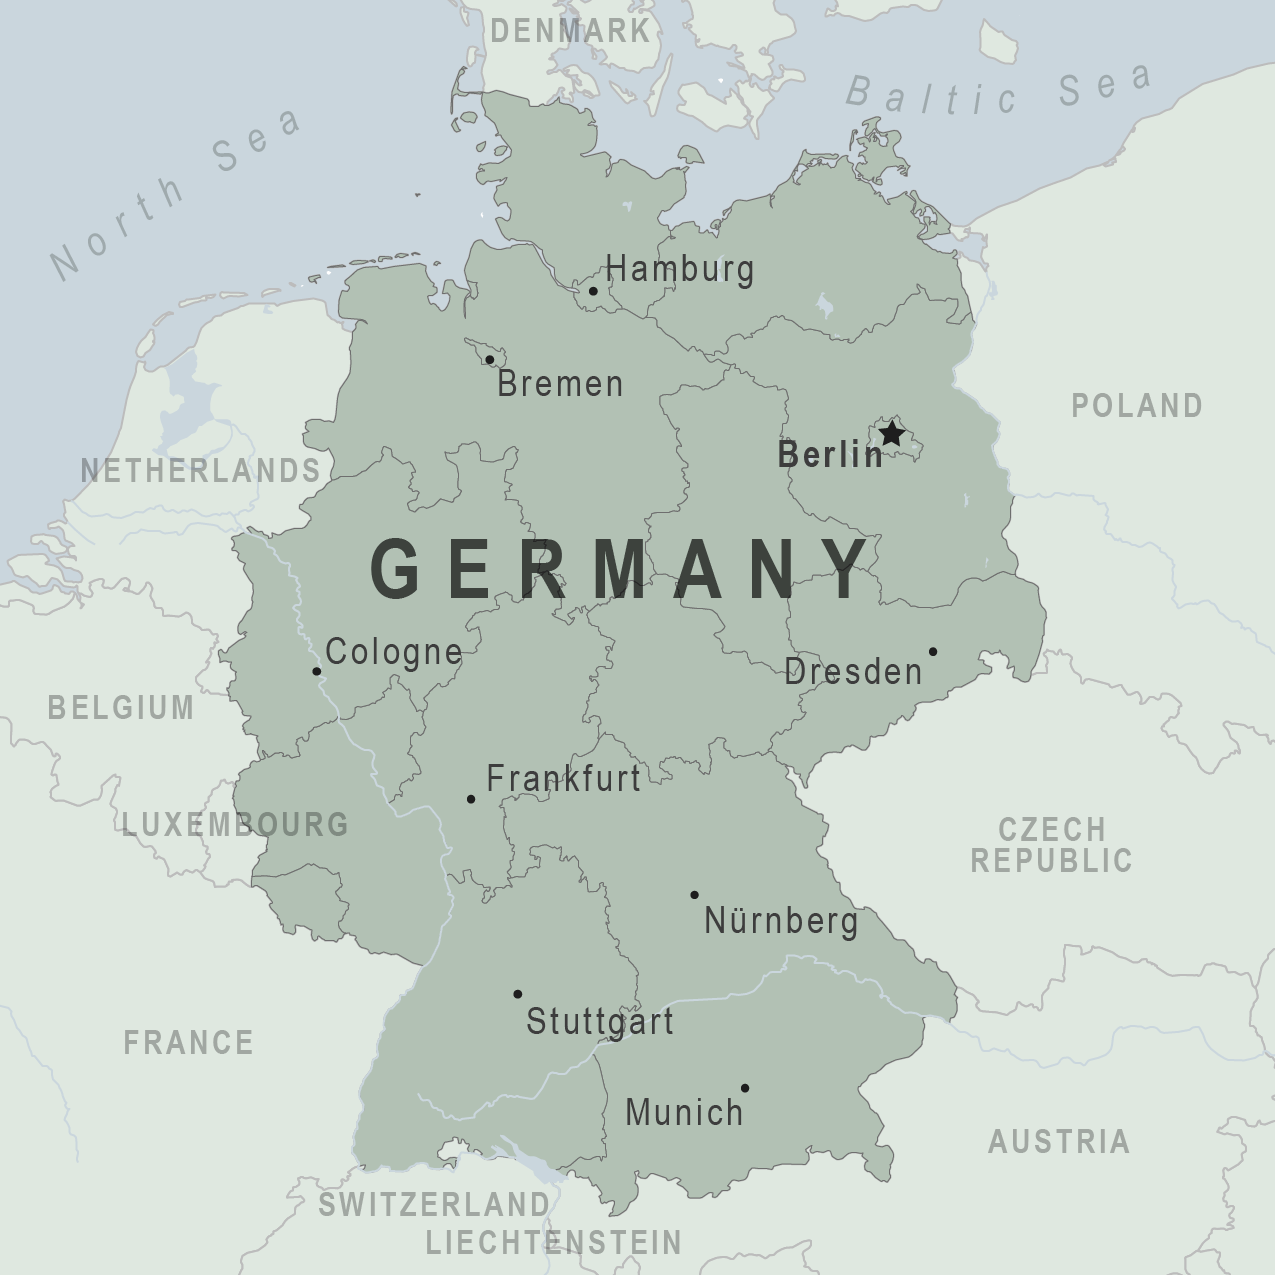 DENMARK
Baltic Sea
North Sea
Hamburg
Bremen
POLAND
Berlin
NETHERLANDS
GERMANY
Cologne
Dresden
BELGIUM
Frankfurt
LUXEMBOURG
CZECH
REPUBLIC
Nürnberg
Stuttgart
FRANCE
Munich
AUSTRIA
SWITZERLAND
LIECHTENSTEIN